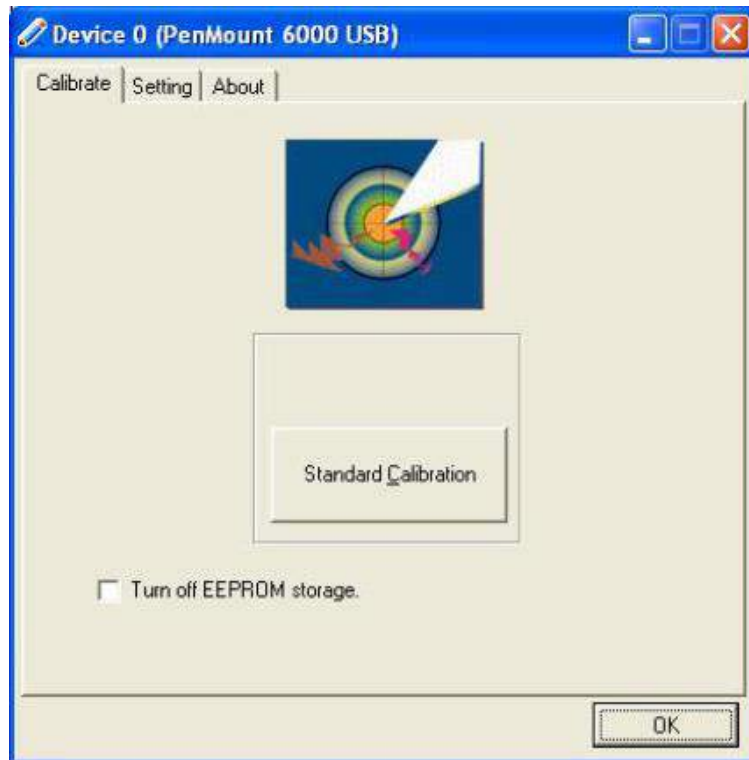 Device 0 (PenMount 6000 USB)
Calibrate Setting About
Standard Calibration
Turn off EEPROM storage.
OK